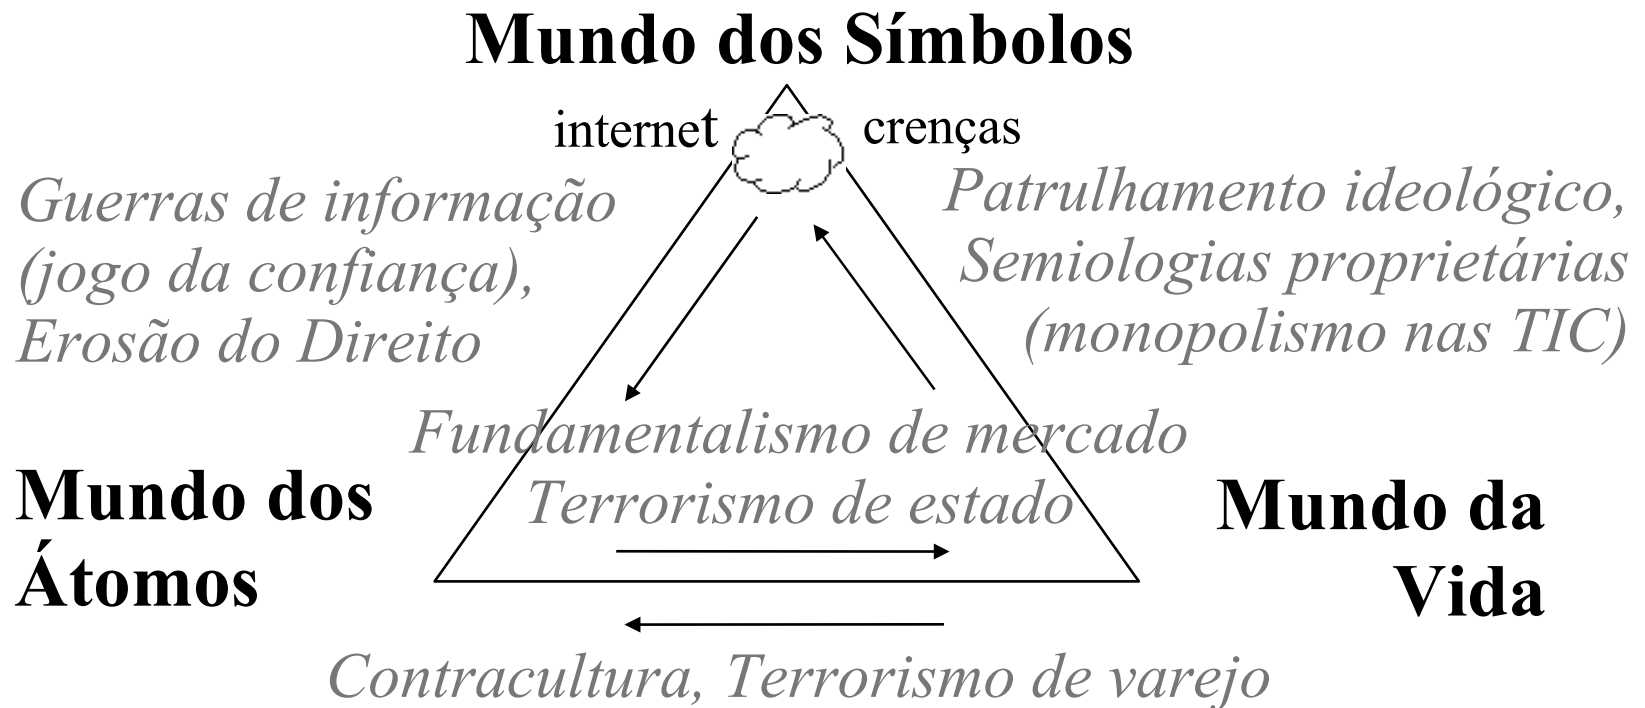 Mundo dos Símbolos
internet
crenças
Guerras de informação
(jogo da confiança),
Erosão do Direito
Patrulhamento ideológico,
Semiologias proprietárias
(monopolismo nas TIC)
Fundamentalismo de mercado
Terrorismo de estado
Mundo dos
Átomos
Mundo da
Vida
Contracultura, Terrorismo de varejo